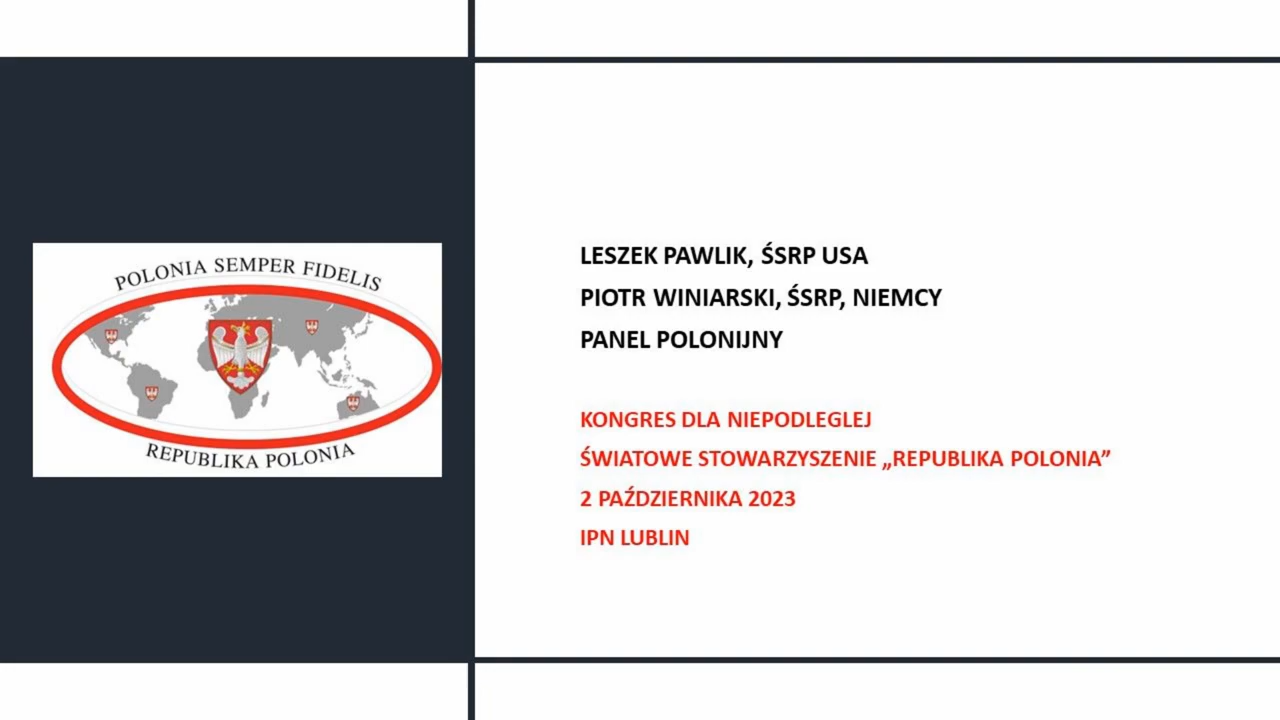 POLONIA SEMPER FIDELIS
REPUBLIKA POLONIA
LESZEK PAWLIK, ŚSRP USA
PIOTR WINIARSKI, ŚSRP, NIEMCY
PANEL POLONIJNY
KONGRES DLA NIEPODLEGLEJ
ŚWIATOWE STOWARZYSZENIE „REPUBLIKA POLONIA”
2 PAŹDZIERNIKA 2023
IPN LUBLIN